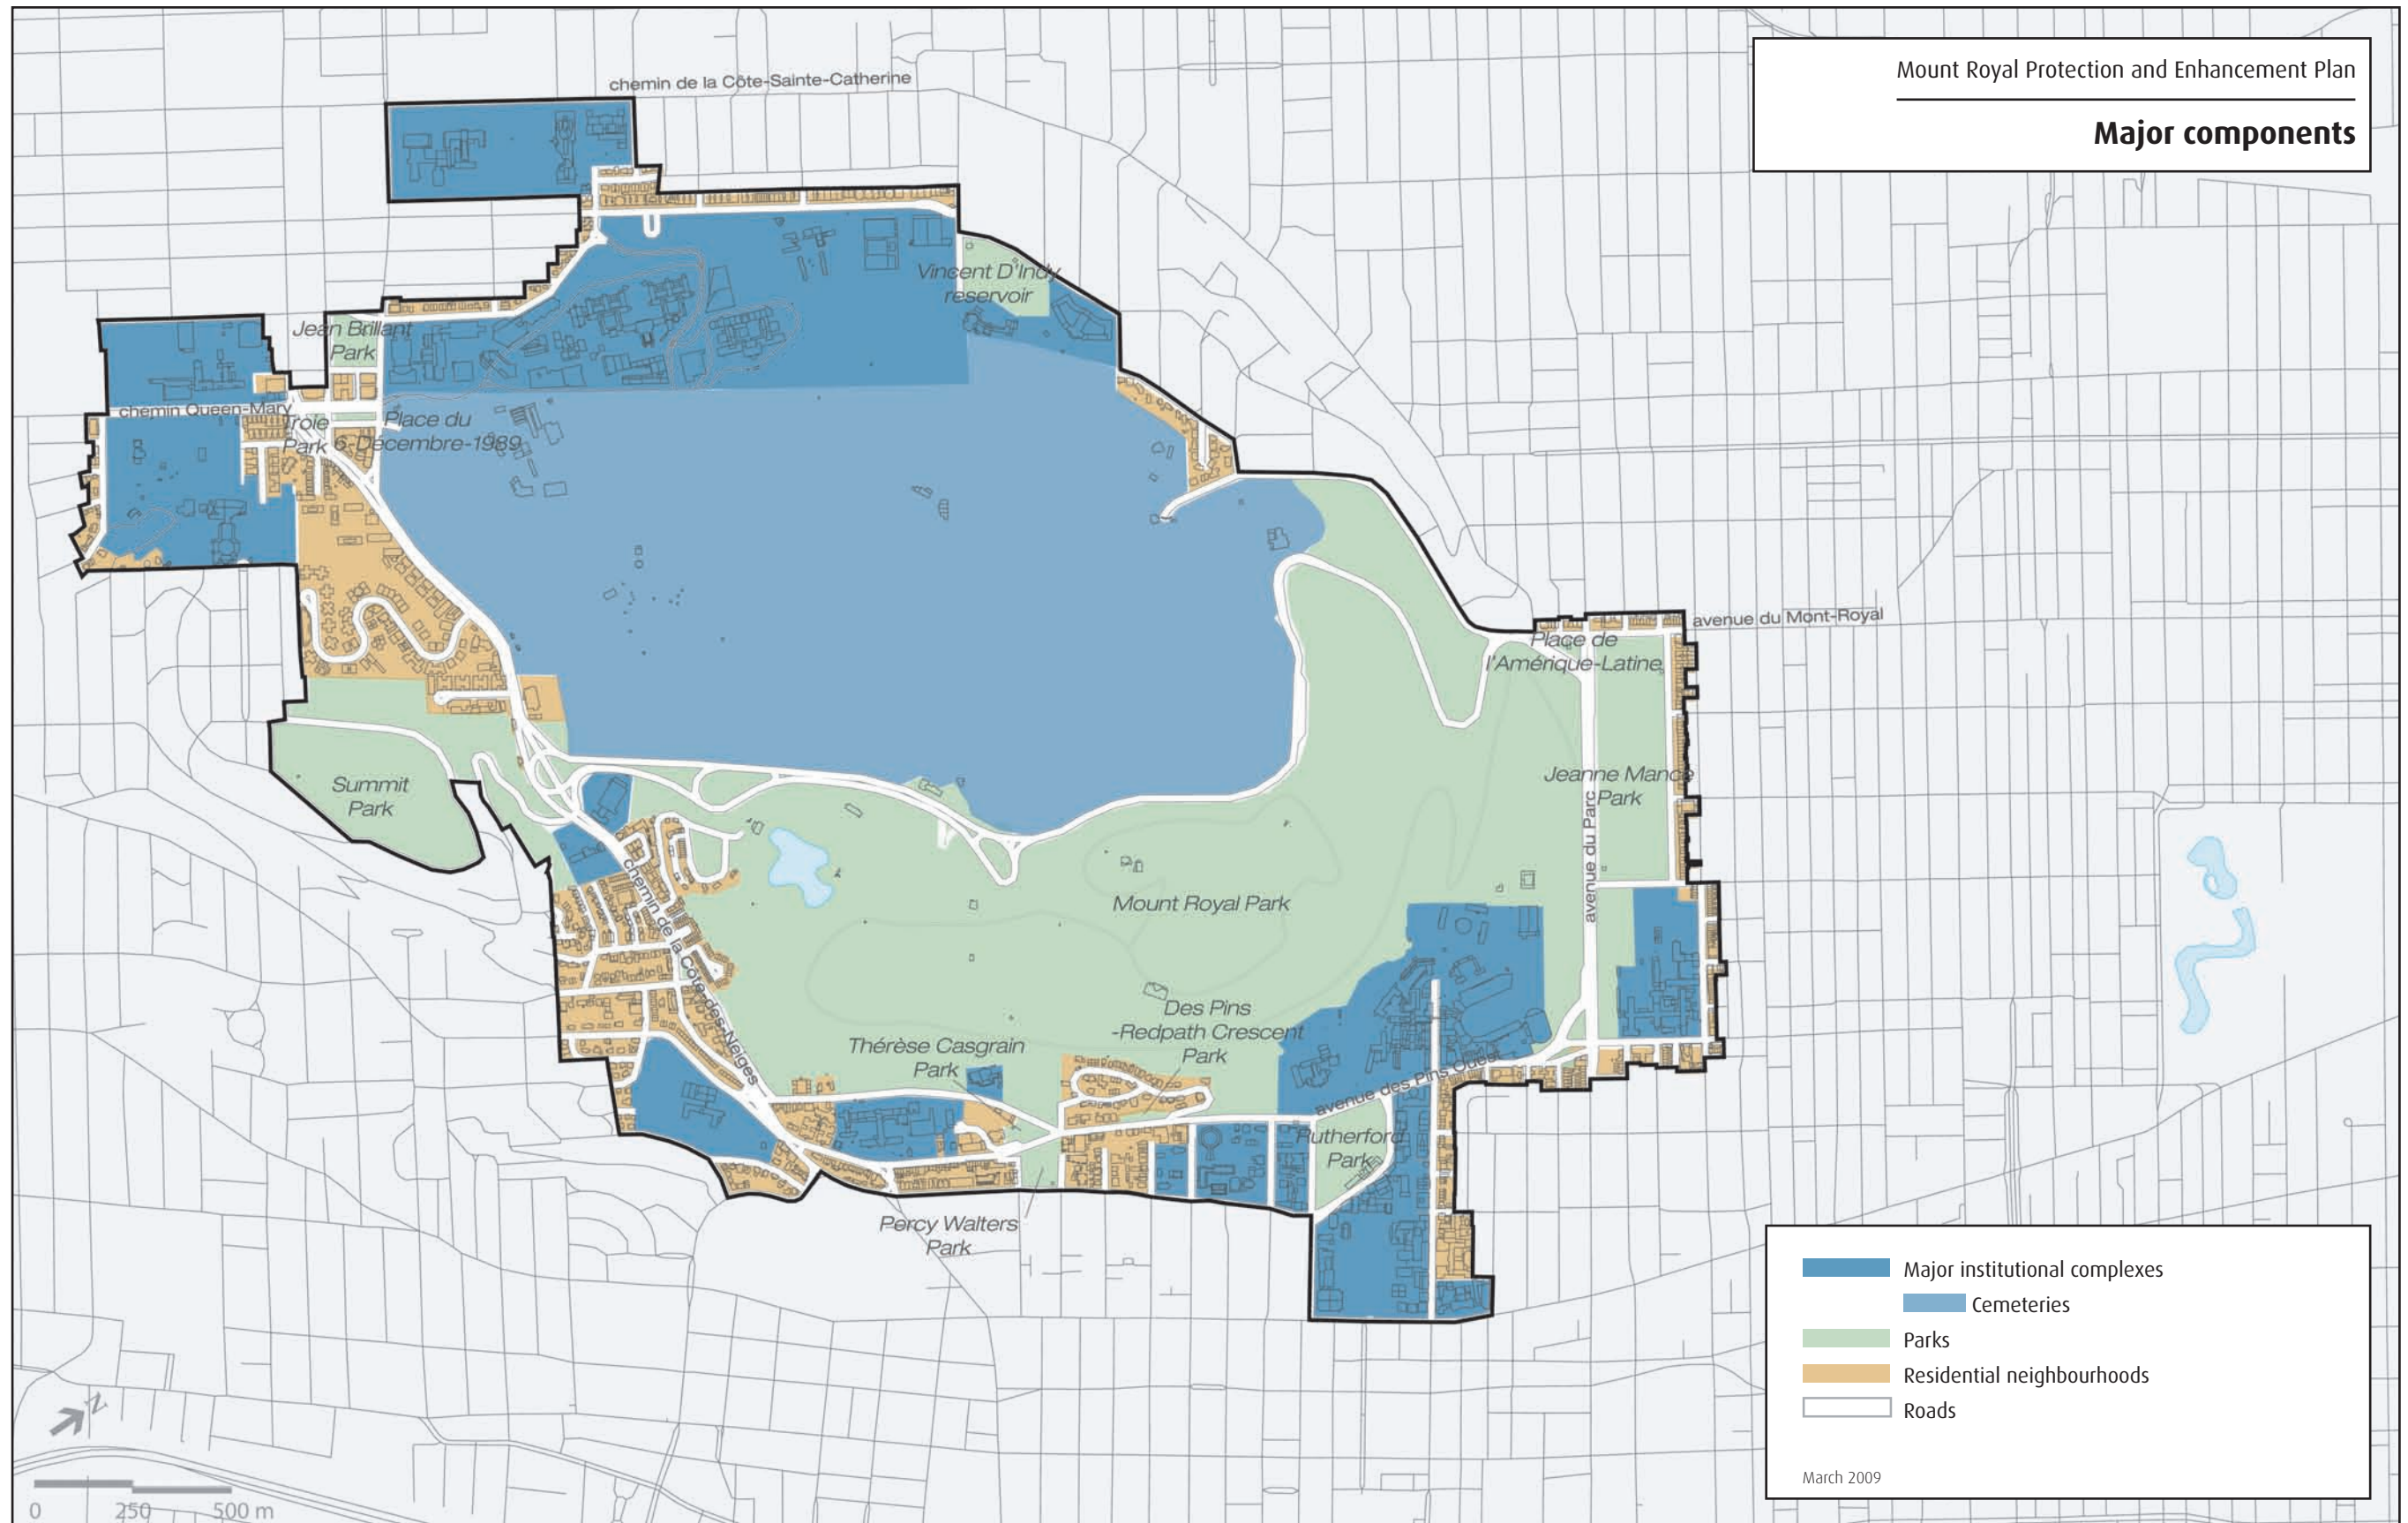 Mount Royal Protection and Enhancement Plan
Major components
chemin de la Côte-Sainte-Catherine
Vincent D'Indy
reservoir
Jean Brillant
Park
chemin Queen-Mary
Troie
Park
Place du
6-Décembre-1989
avenue du Mont-Royal
Place de
l'Amérique-Latine
Summit
Park
Jeanne Mance
Park
avenue du Parc
chemin de la Côte-des-Neiges
Mount Royal Park
Des Pins
-Redpath Crescent
Park
Thérèse Casgrain
Park
avenue des Pins Ouest
Rutherford
Park
Percy Walters
Park
Major institutional complexes
Cemeteries
Parks
Residential neighbourhoods
Roads
March 2009
N
0 250 500 m